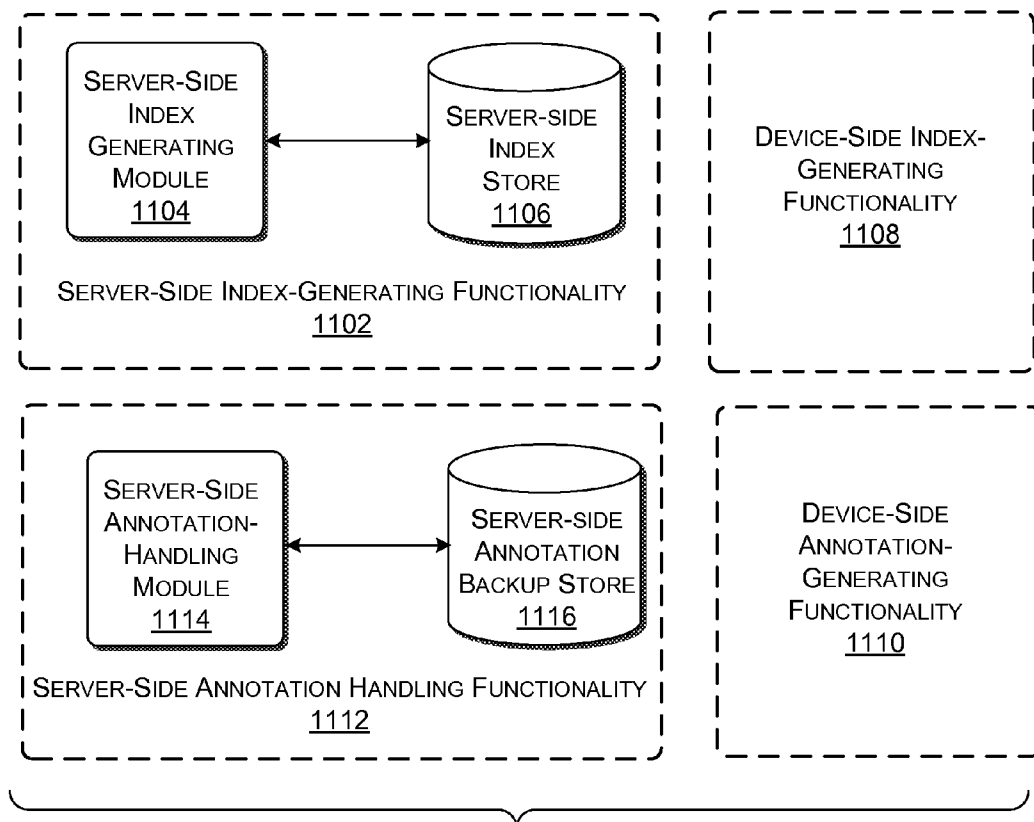 SERVER-SIDE
INDEX
GENERATING
MODULE
1104
SERVER-SIDE
INDEX
STORE
1106
SERVER-SIDE INDEX-GENERATING FUNCTIONALITY
1102
DEVICE-SIDE INDEX-
GENERATING
FUNCTIONALITY
1108
SERVER-SIDE
ANNOTATION-
HANDLING
MODULE
1114
SERVER-SIDE
ANNOTATION
BACKUP STORE
1116
SERVER-SIDE ANNOTATION HANDLING FUNCTIONALITY
1112
DEVICE-SIDE
ANNOTATION-
GENERATING
FUNCTIONALITY
1110